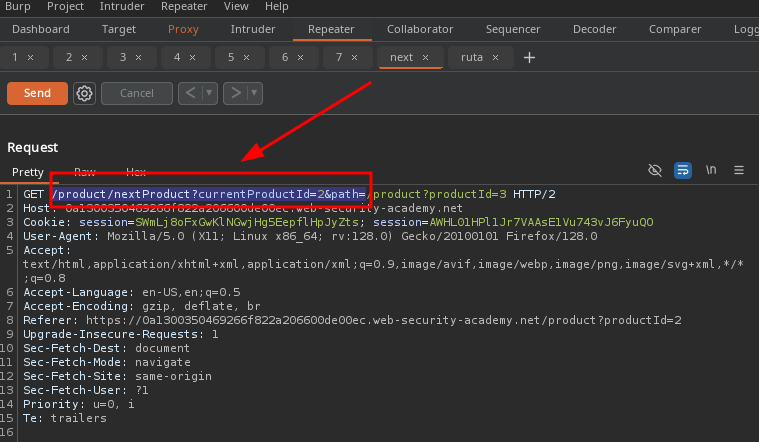 Burp Project Intruder Repeater View Help
Dashboard Target Proxy Intruder Repeater Collaborator Sequencer Decoder Comparer Logg
1 × 2 × 3 × 4 × 5 × 6 × 7 × next × ruta × +
Send Cancel < ▾ > ▾
Request
Pretty Raw Hex \n
1 GET /product/nextProduct?currentProductId=2&path=/product?productId=3 HTTP/2
2 Host: 0a1300350469266f822a206600de00ec.web-security-academy.net
3 Cookie: session=SWmLj8oFxGwKlNGwjHg5EepflHpJyZts; session=AWHL01HPl1Jr7VAAsE1Vu743vJ6FyuQO
4 User-Agent: Mozilla/5.0 (X11; Linux x86_64; rv:128.0) Gecko/20100101 Firefox/128.0
5 Accept:
text/html,application/xhtml+xml,application/xml;q=0.9,image/avif,image/webp,image/png,image/svg+xml,*/*
;q=0.8
6 Accept-Language: en-US,en;q=0.5
7 Accept-Encoding: gzip, deflate, br
8 Referer: https://0a1300350469266f822a206600de00ec.web-security-academy.net/product?productId=2
9 Upgrade-Insecure-Requests: 1
10 Sec-Fetch-Dest: document
11 Sec-Fetch-Mode: navigate
12 Sec-Fetch-Site: same-origin
13 Sec-Fetch-User: ?1
14 Priority: u=0, i
15 Te: trailers
16